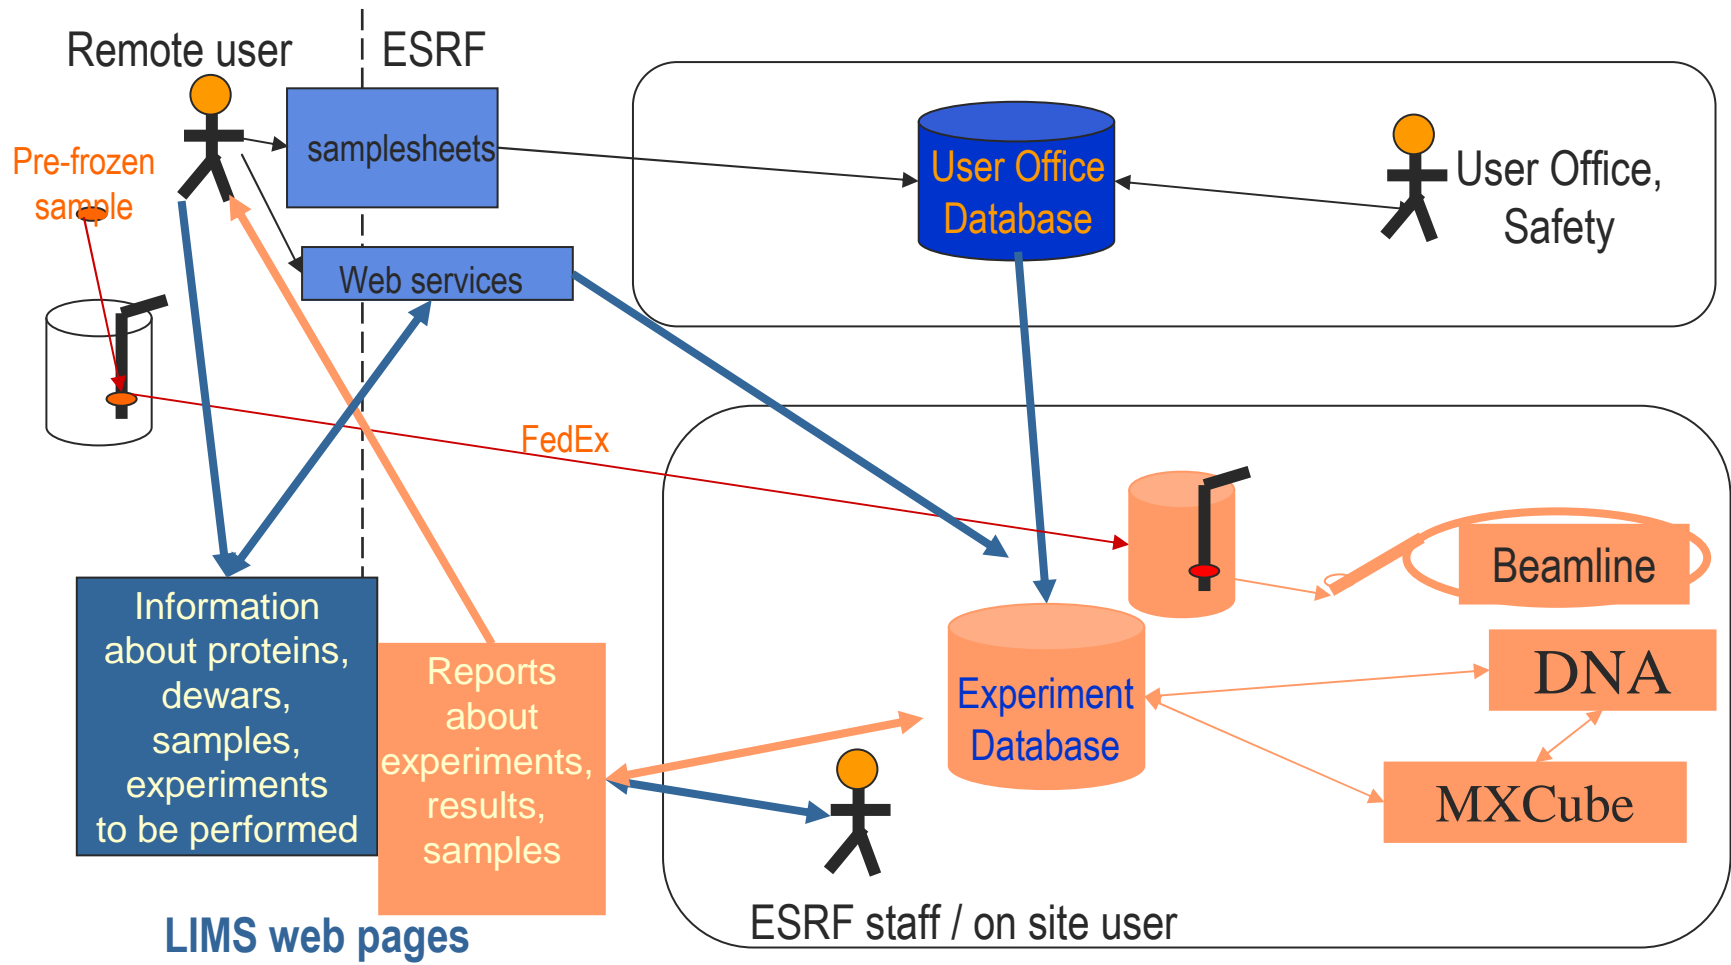 Remote user
ESRF
samplesheets
Pre-frozen
sample
User Office
Database
User Office,
Safety
Web services
FedEx
Beamline
Information
about proteins,
dewars,
samples,
experiments
to be performed
Reports
about
experiments,
results,
samples
Experiment
Database
DNA
MXCube
ESRF staff / on site user
LIMS web pages